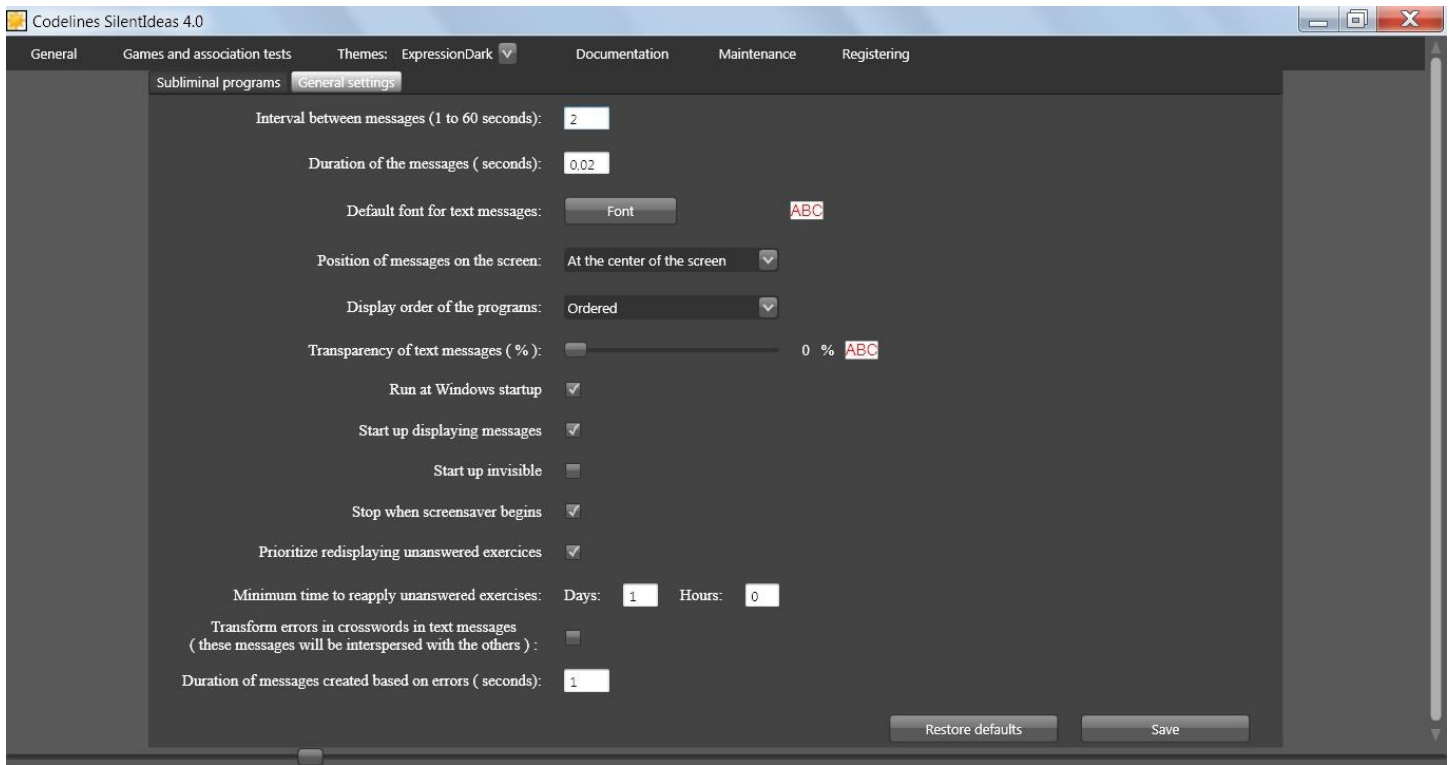 Codelines SilentIdeas 4.0
General Games and association tests Themes: ExpressionDark Documentation Maintenance Registering
Subliminal programs General settings
Interval between messages (1 to 60 seconds): 2
Duration of the messages ( seconds): 0,02
Default font for text messages: Font ABC
Position of messages on the screen: At the center of the screen
Display order of the programs: Ordered
Transparency of text messages ( % ): 0 % ABC
Run at Windows startup
Start up displaying messages
Start up invisible
Stop when screensaver begins
Prioritize redisplaying unanswered exercices
Minimum time to reapply unanswered exercises: Days: 1 Hours: 0
Transform errors in crosswords in text messages
( these messages will be interspersed with the others ) :
Duration of messages created based on errors ( seconds): 1
Restore defaults Save